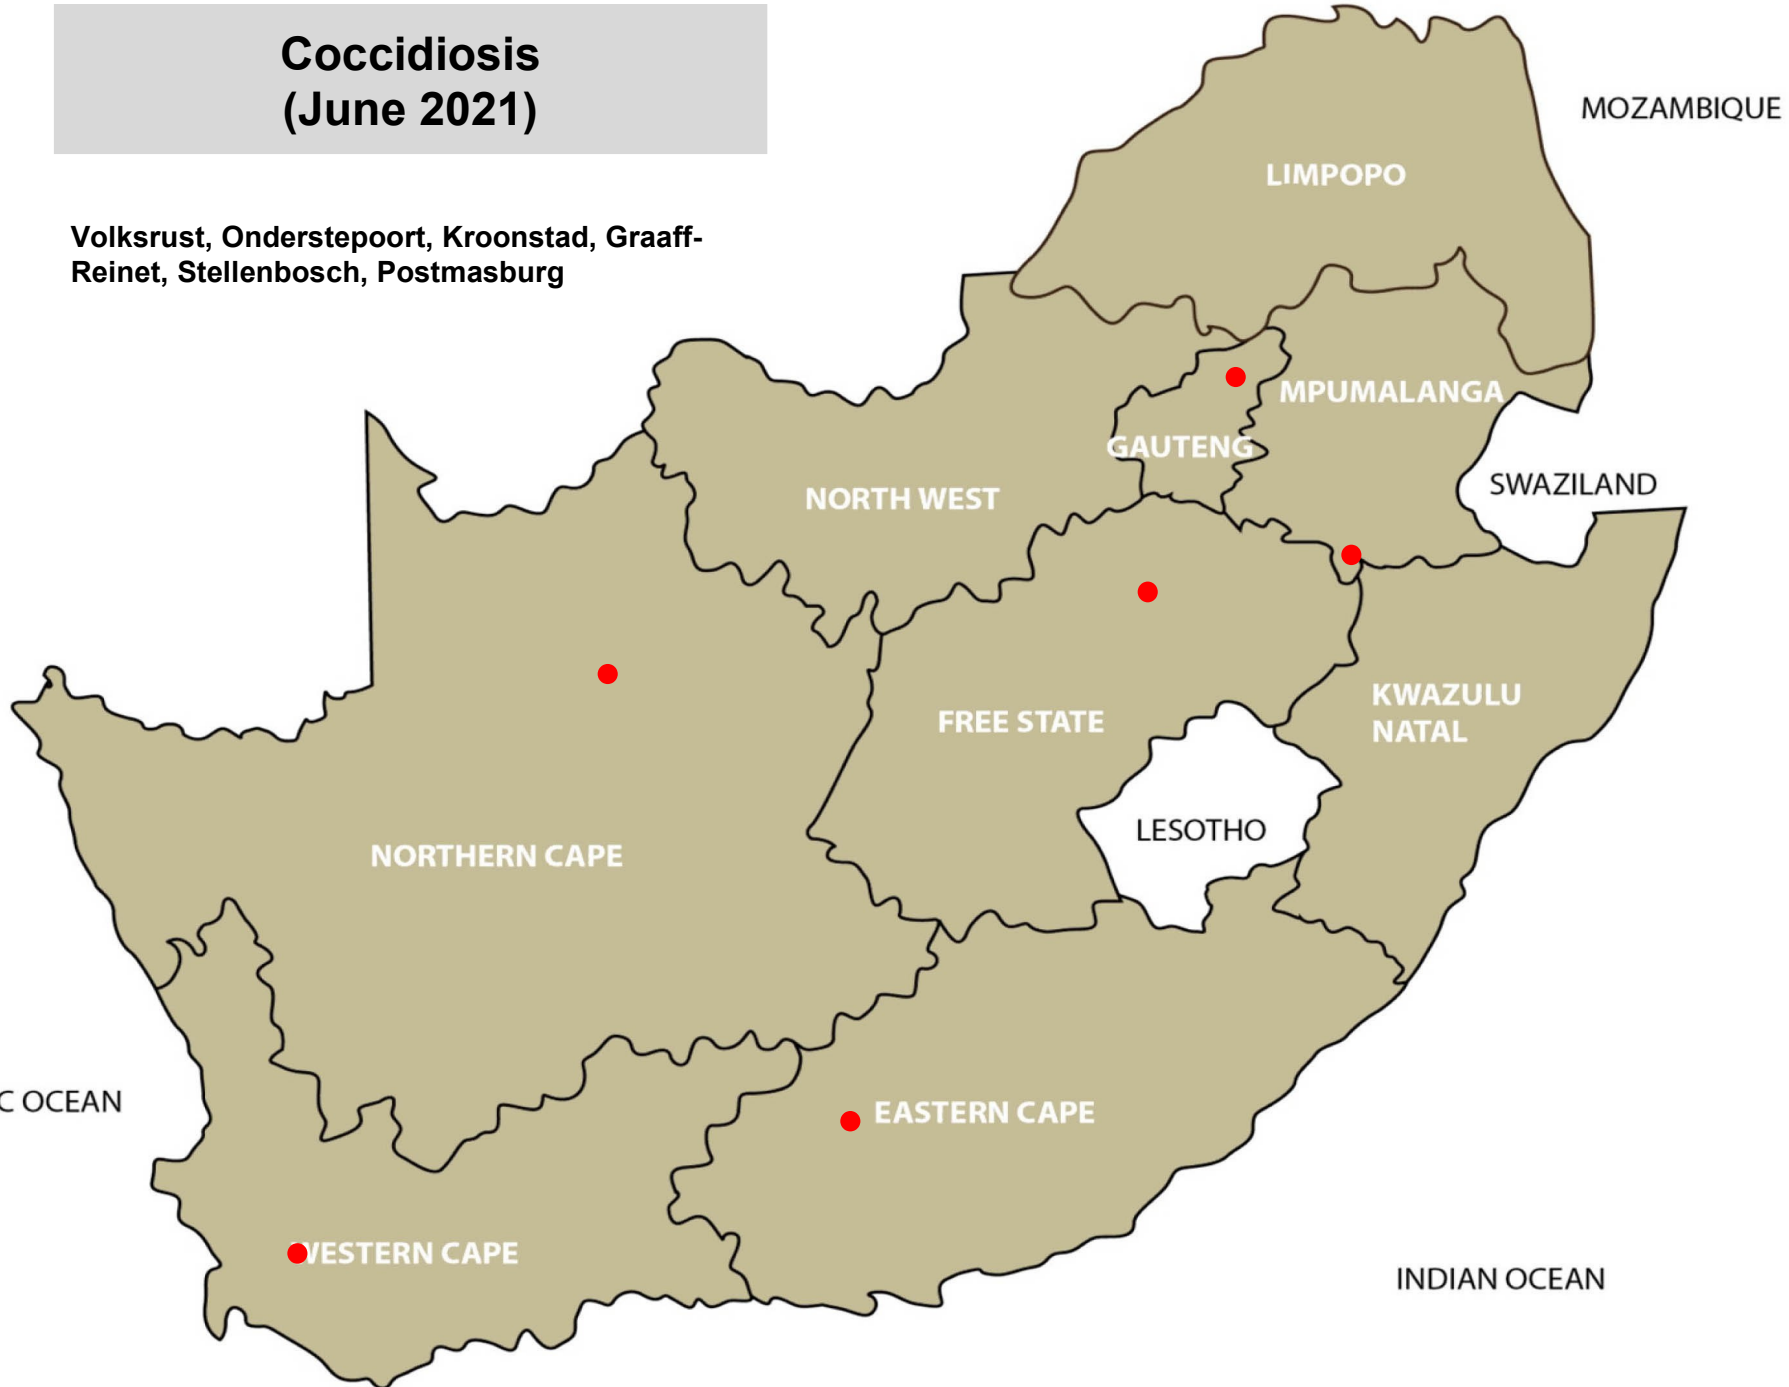 Coccidiosis
(June 2021)
MOZAMBIQUE
LIMPOPO
Volksrust, Onderstepoort, Kroonstad, Graaff-
Reinet, Stellenbosch, Postmasburg
MPUMALANGA
GAUTENG
SWAZILAND
NORTH WEST
KWAZULU
NATAL
FREE STATE
LESOTHO
NORTHERN CAPE
C OCEAN
EASTERN CAPE
WESTERN CAPE
INDIAN OCEAN